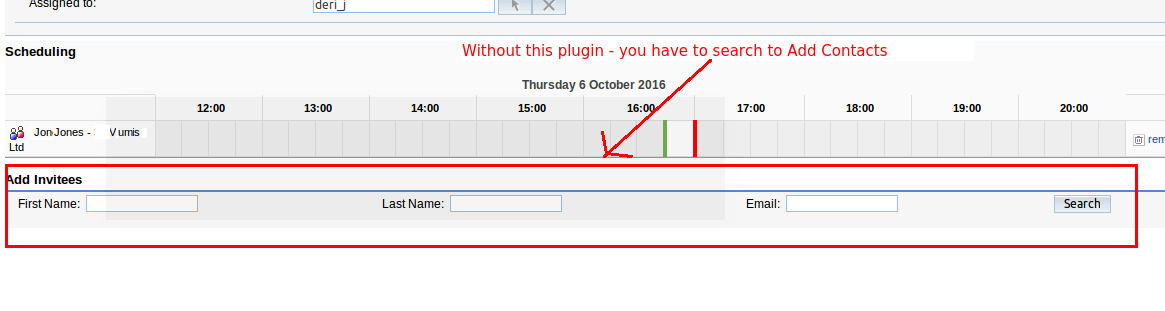 Assigned to:
deri_j
Scheduling
Without this plugin - you have to search to Add Contacts
Thursday 6 October 2016
12:00 13:00 14:00 15:00 16:00 17:00 18:00 19:00 20:00
Jon Jones -
Ltd
rem
Add Invitees
First Name: Last Name: Email: Search